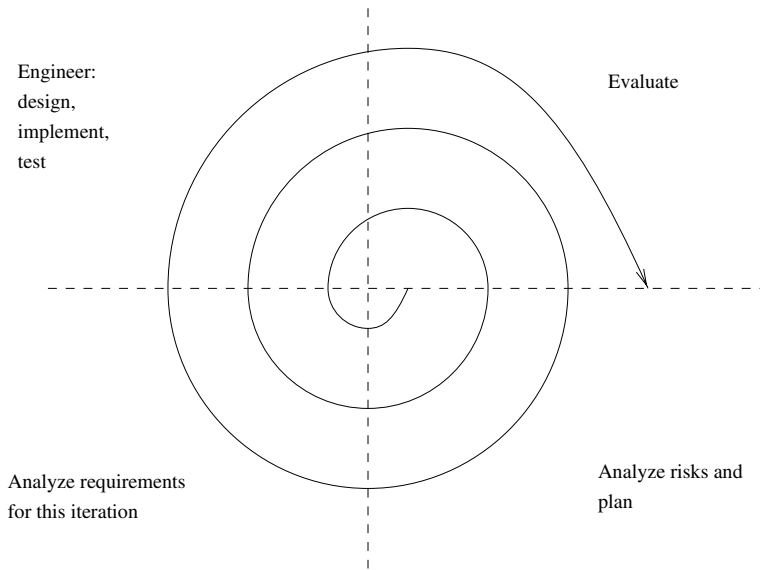 Engineer:
design,
implement,
test
Evaluate
Analyze requirements
for this iteration
Analyze risks and
plan